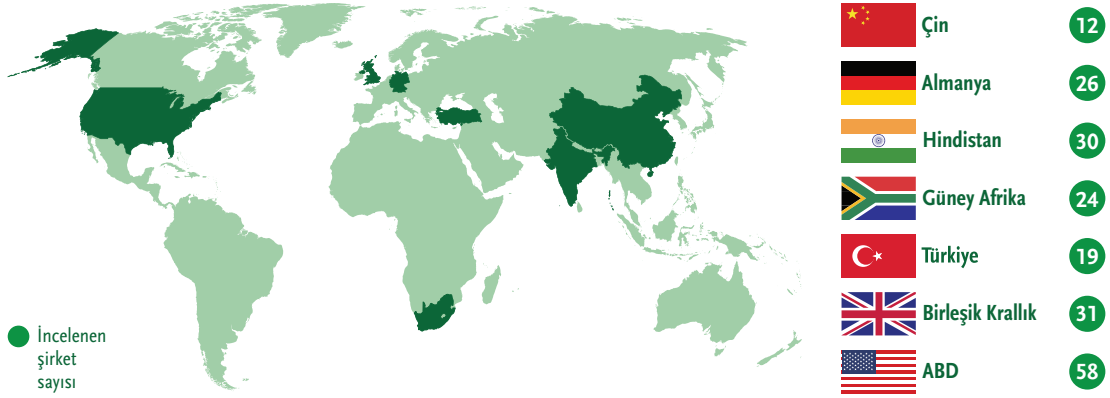 Çin 12
Almanya 26
Hindistan 30
Güney Afrika 24
Türkiye 19
Birleşik Krallık 31
ABD 58
İncelenen
şirket
sayısı